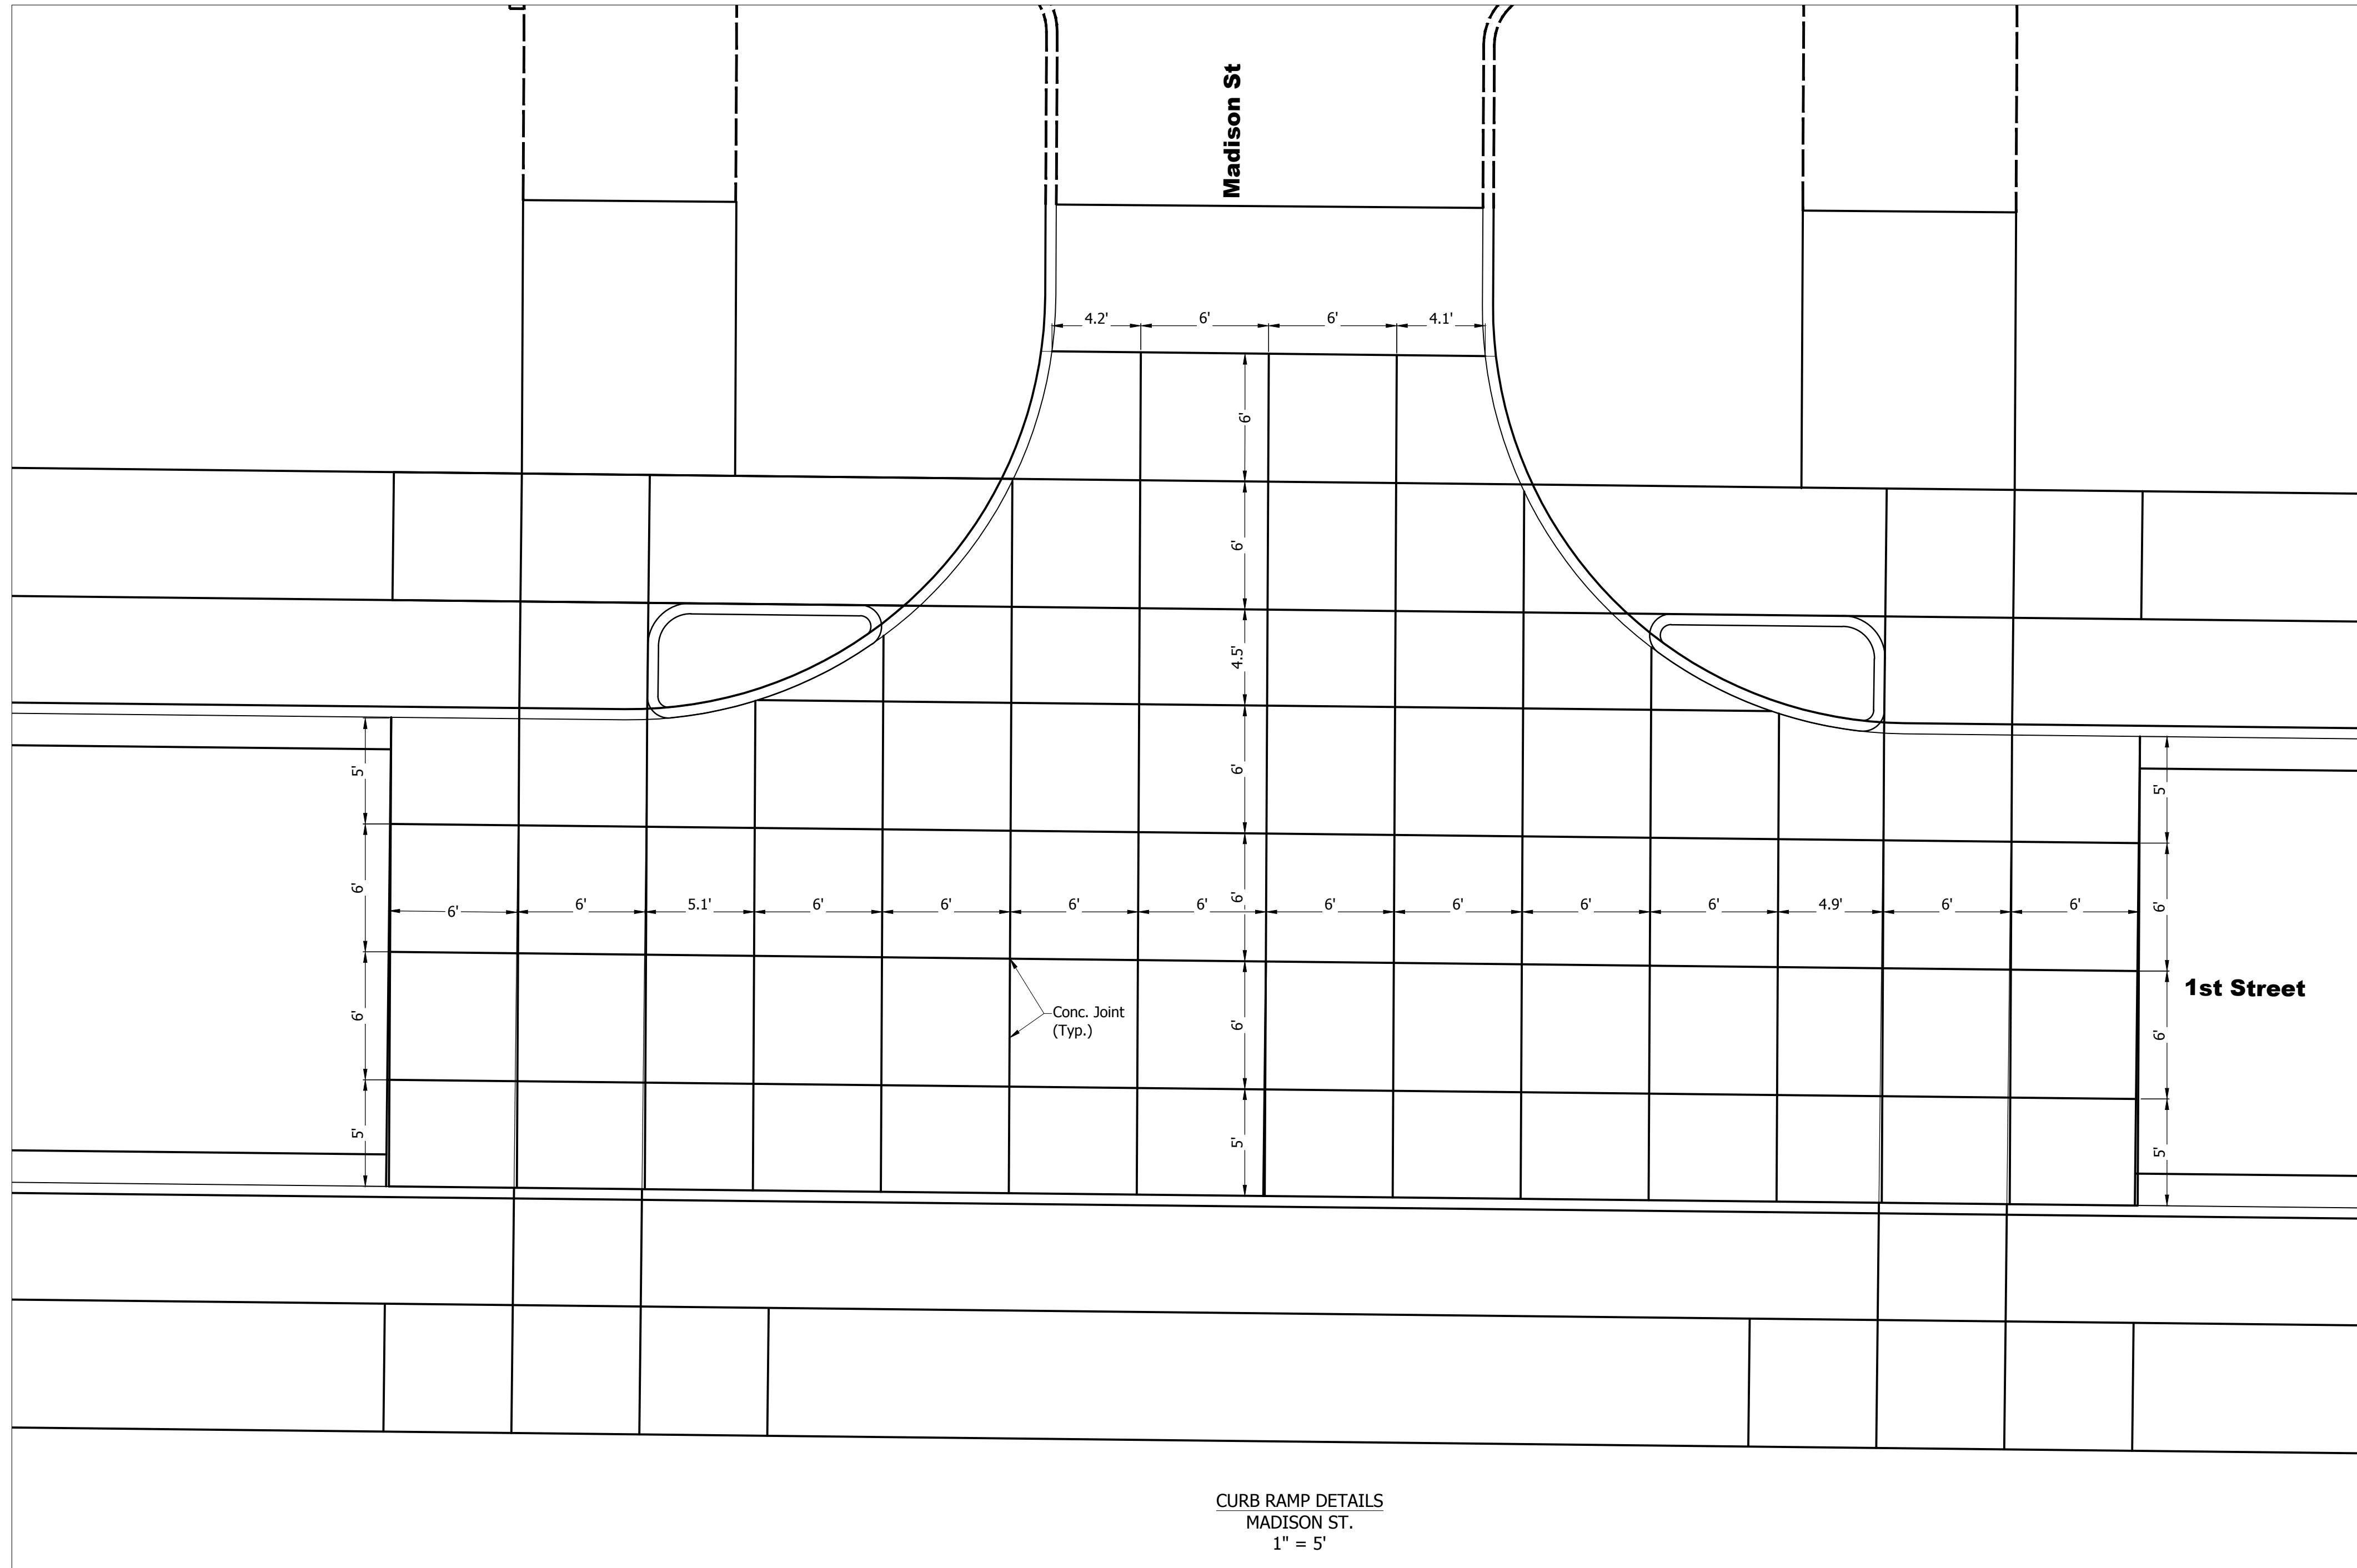 Madison St
4.2' 6' 6' 4.1'
6'
6'
4.5'
6'
5'
5'
6'
6'
6'
6' 6' 5.1' 6' 6' 6' 6' 6' 6' 6' 6' 4.9' 6' 6'
1st Street
Conc. Joint
(Typ.)
6'
6'
6'
5'
5'
5'
CURB RAMP DETAILS
MADISON ST.
1" = 5'